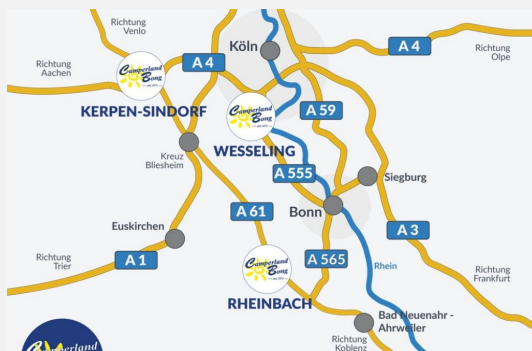 Richtung
Venlo
Köln
A 4
A 4
Richtung
Olpe
Richtung
Aachen
Camperland
Bong
KERPEN-SINDORF
Camperland
Bong
WESSELING
A 59
Kreuz
Bliesheim
A 555
Siegburg
A 61
Bonn
Euskirchen
A 3
Richtung
Trier
A 1
Camperland
Bong
A 565
Rhein
Richtung
Frankfurt
RHEINBACH
Bad Neuenahr -
Ahrweiler
Richtung
Koblenz
Camperland